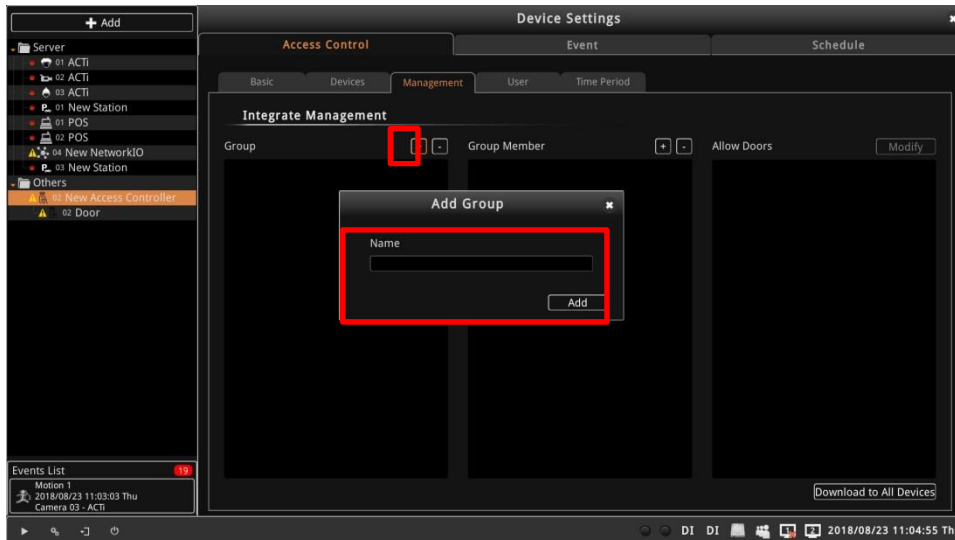 + Add
Device Settings
Server
01 ACTi
02 ACTi
03 ACTi
01 New Station
01 POS
02 POS
04 New NetworkIO
03 New Station
Others
02 New Access Controller
02 Door
Access Control Event Schedule
Basic Devices Management User Time Period
Integrate Management
Group + - Group Member + - Allow Doors Modify
Add Group
Name
Add
Download to All Devices
Events List 19
Motion 1
2018/08/23 11:03:03 Thu
Camera 03 - ACTi
DI DI 1 2 2018/08/23 11:04:55 Th